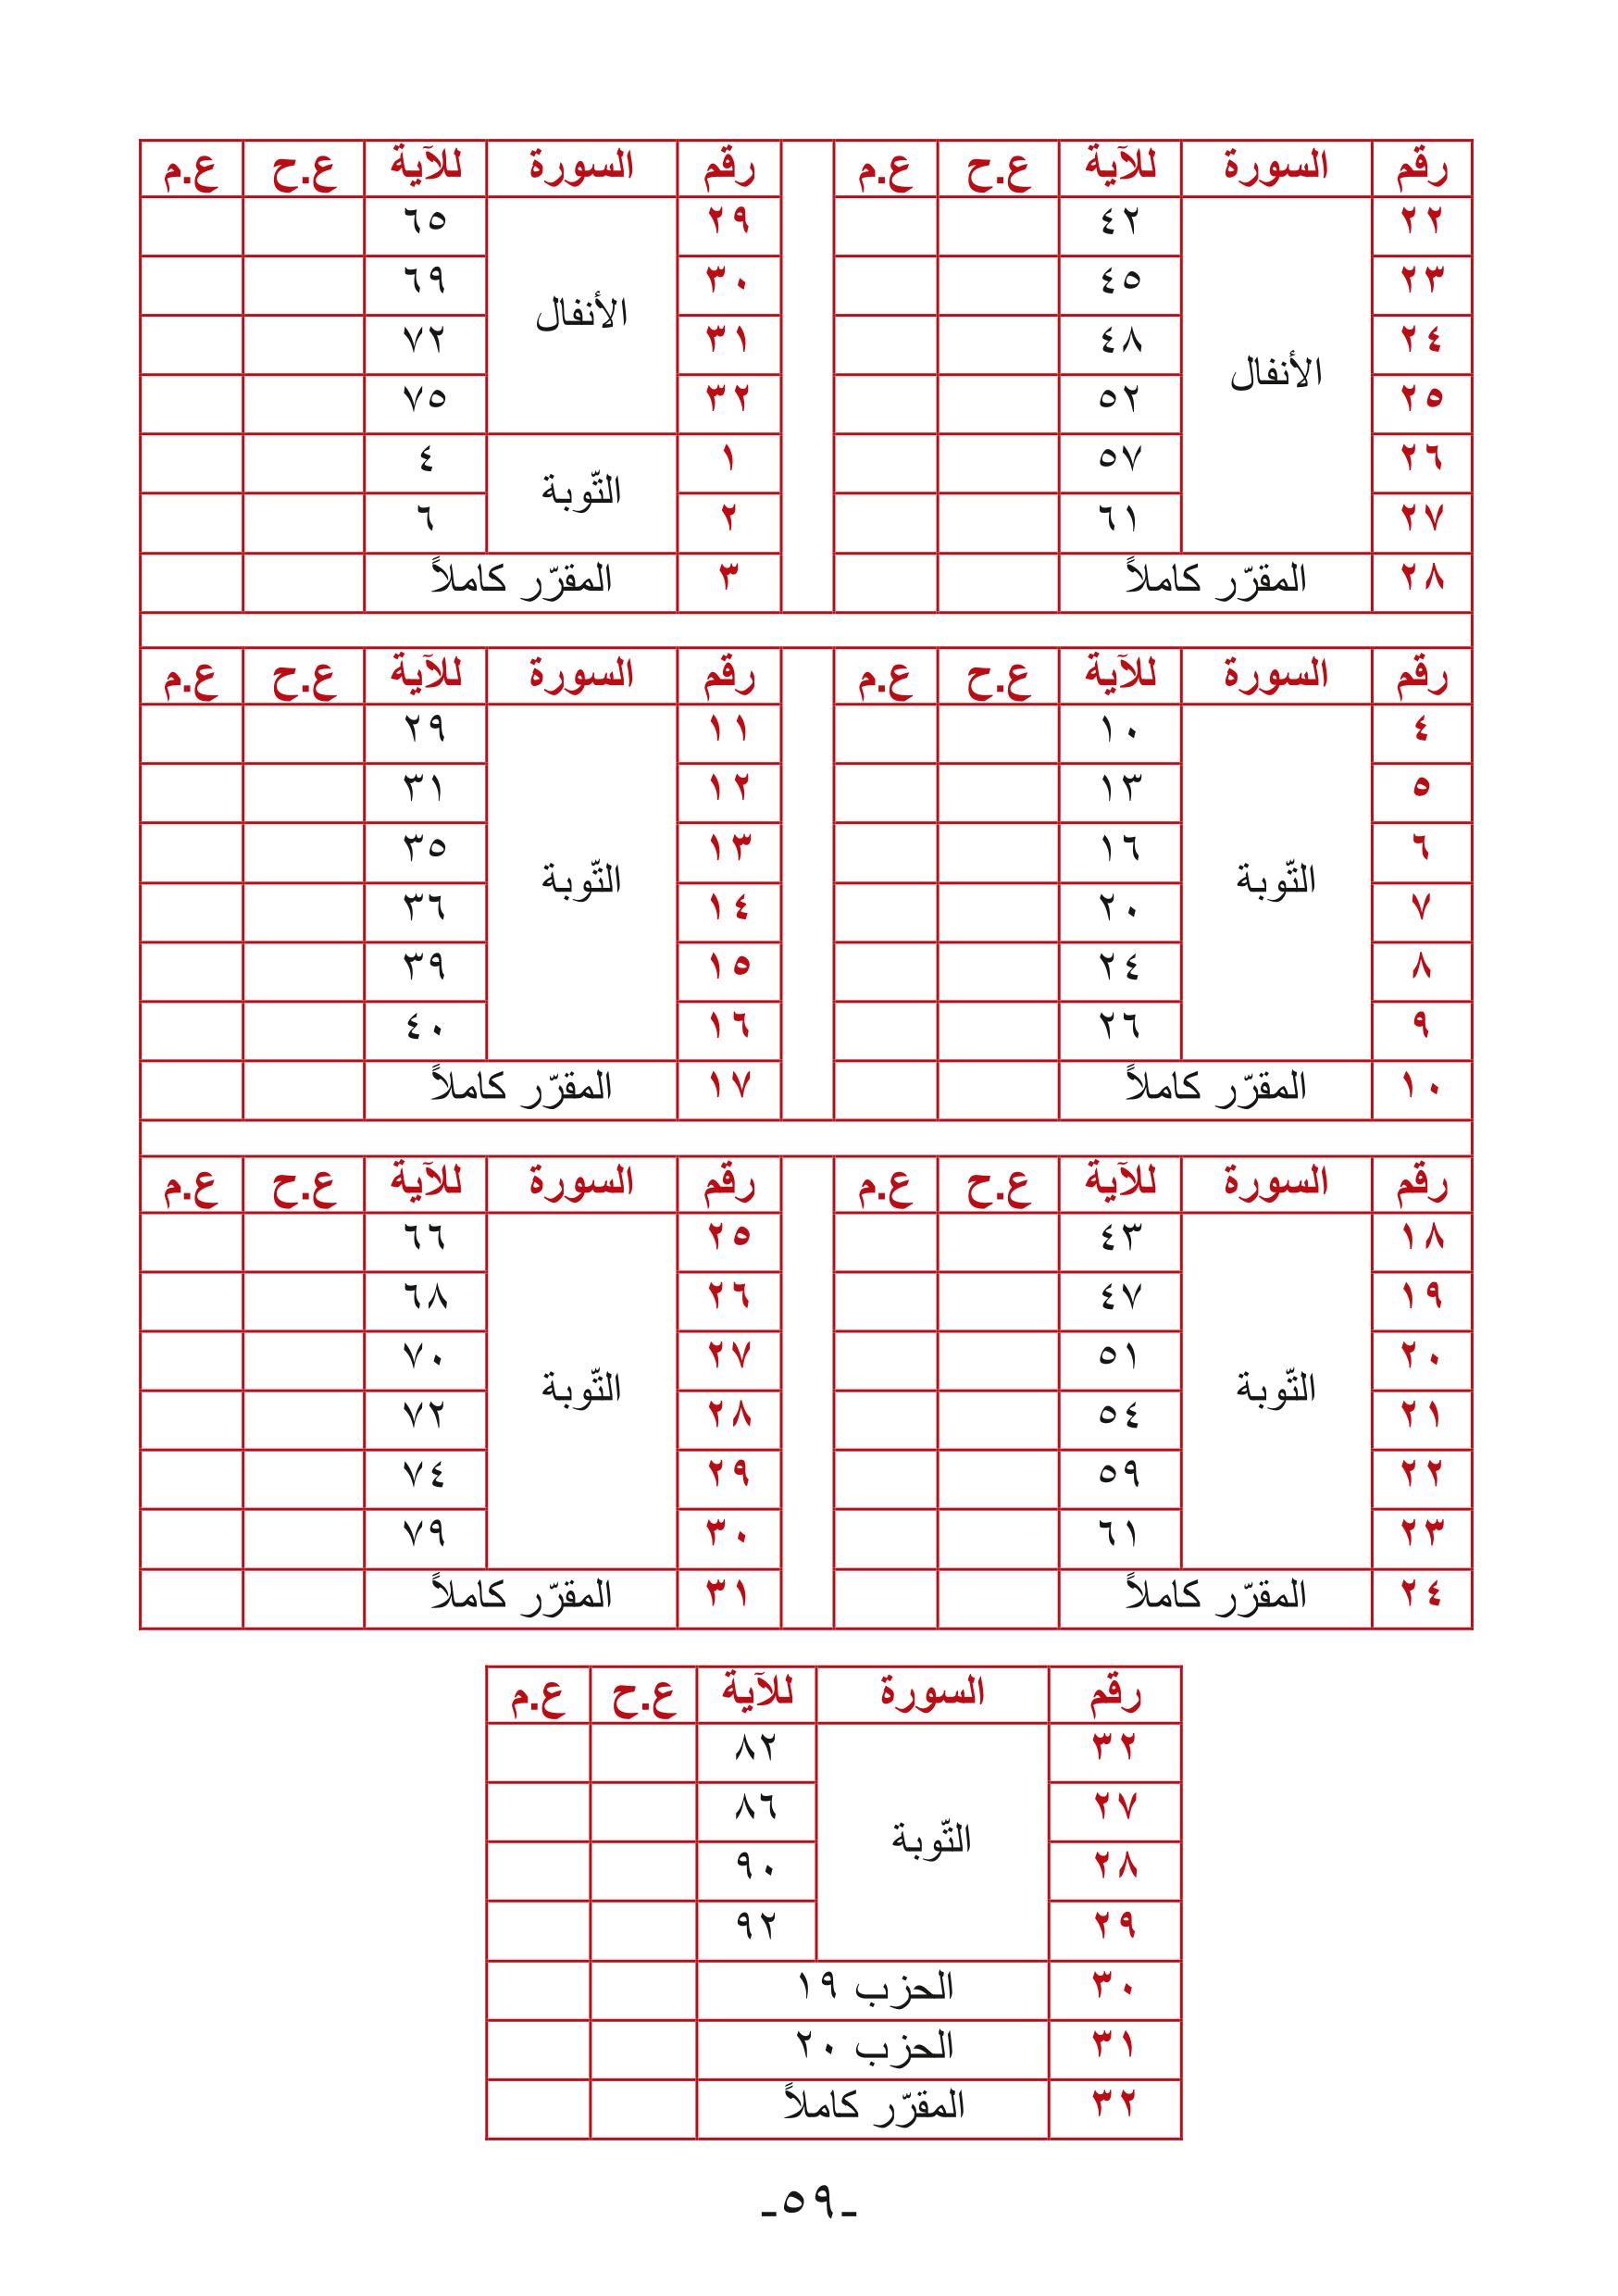 رقم السورة للآية ع.ح ع.م رقم السورة للآية ع.ح ع.م
٢٢ الأنفال ٤٢ ٢٩ الأنفال ٦٥
٢٣ ٤٥ ٣٠ ٦٩
٢٤ ٤٨ ٣١ ٧٢
٢٥ ٥٢ ٣٢ ٧٥
٢٦ ٥٧ ١ التّوبة ٤
٢٧ ٦١ ٢ ٦
٢٨ المقرّر كاملاً ٣ المقرّر كاملاً
رقم السورة للآية ع.ح ع.م رقم السورة للآية ع.ح ع.م
٤ التّوبة ١٠ ١١ التّوبة ٢٩
٥ ١٣ ١٢ ٣١
٦ ١٦ ١٣ ٣٥
٧ ٢٠ ١٤ ٣٦
٨ ٢٤ ١٥ ٣٩
٩ ٢٦ ١٦ ٤٠
١٠ المقرّر كاملاً ١٧ المقرّر كاملاً
رقم السورة للآية ع.ح ع.م رقم السورة للآية ع.ح ع.م
١٨ التّوبة ٤٣ ٢٥ التّوبة ٦٦
١٩ ٤٧ ٢٦ ٦٨
٢٠ ٥١ ٢٧ ٧٠
٢١ ٥٤ ٢٨ ٧٢
٢٢ ٥٩ ٢٩ ٧٤
٢٣ ٦١ ٣٠ ٧٩
٢٤ المقرّر كاملاً ٣١ المقرّر كاملاً
رقم السورة للآية ع.ح ع.م
٣٢ التّوبة ٨٢
٢٧ ٨٦
٢٨ ٩٠
٢٩ ٩٢
٣٠ الحزب ١٩
٣١ الحزب ٢٠
٣٢ المقرّر كاملاً
-٥٩-